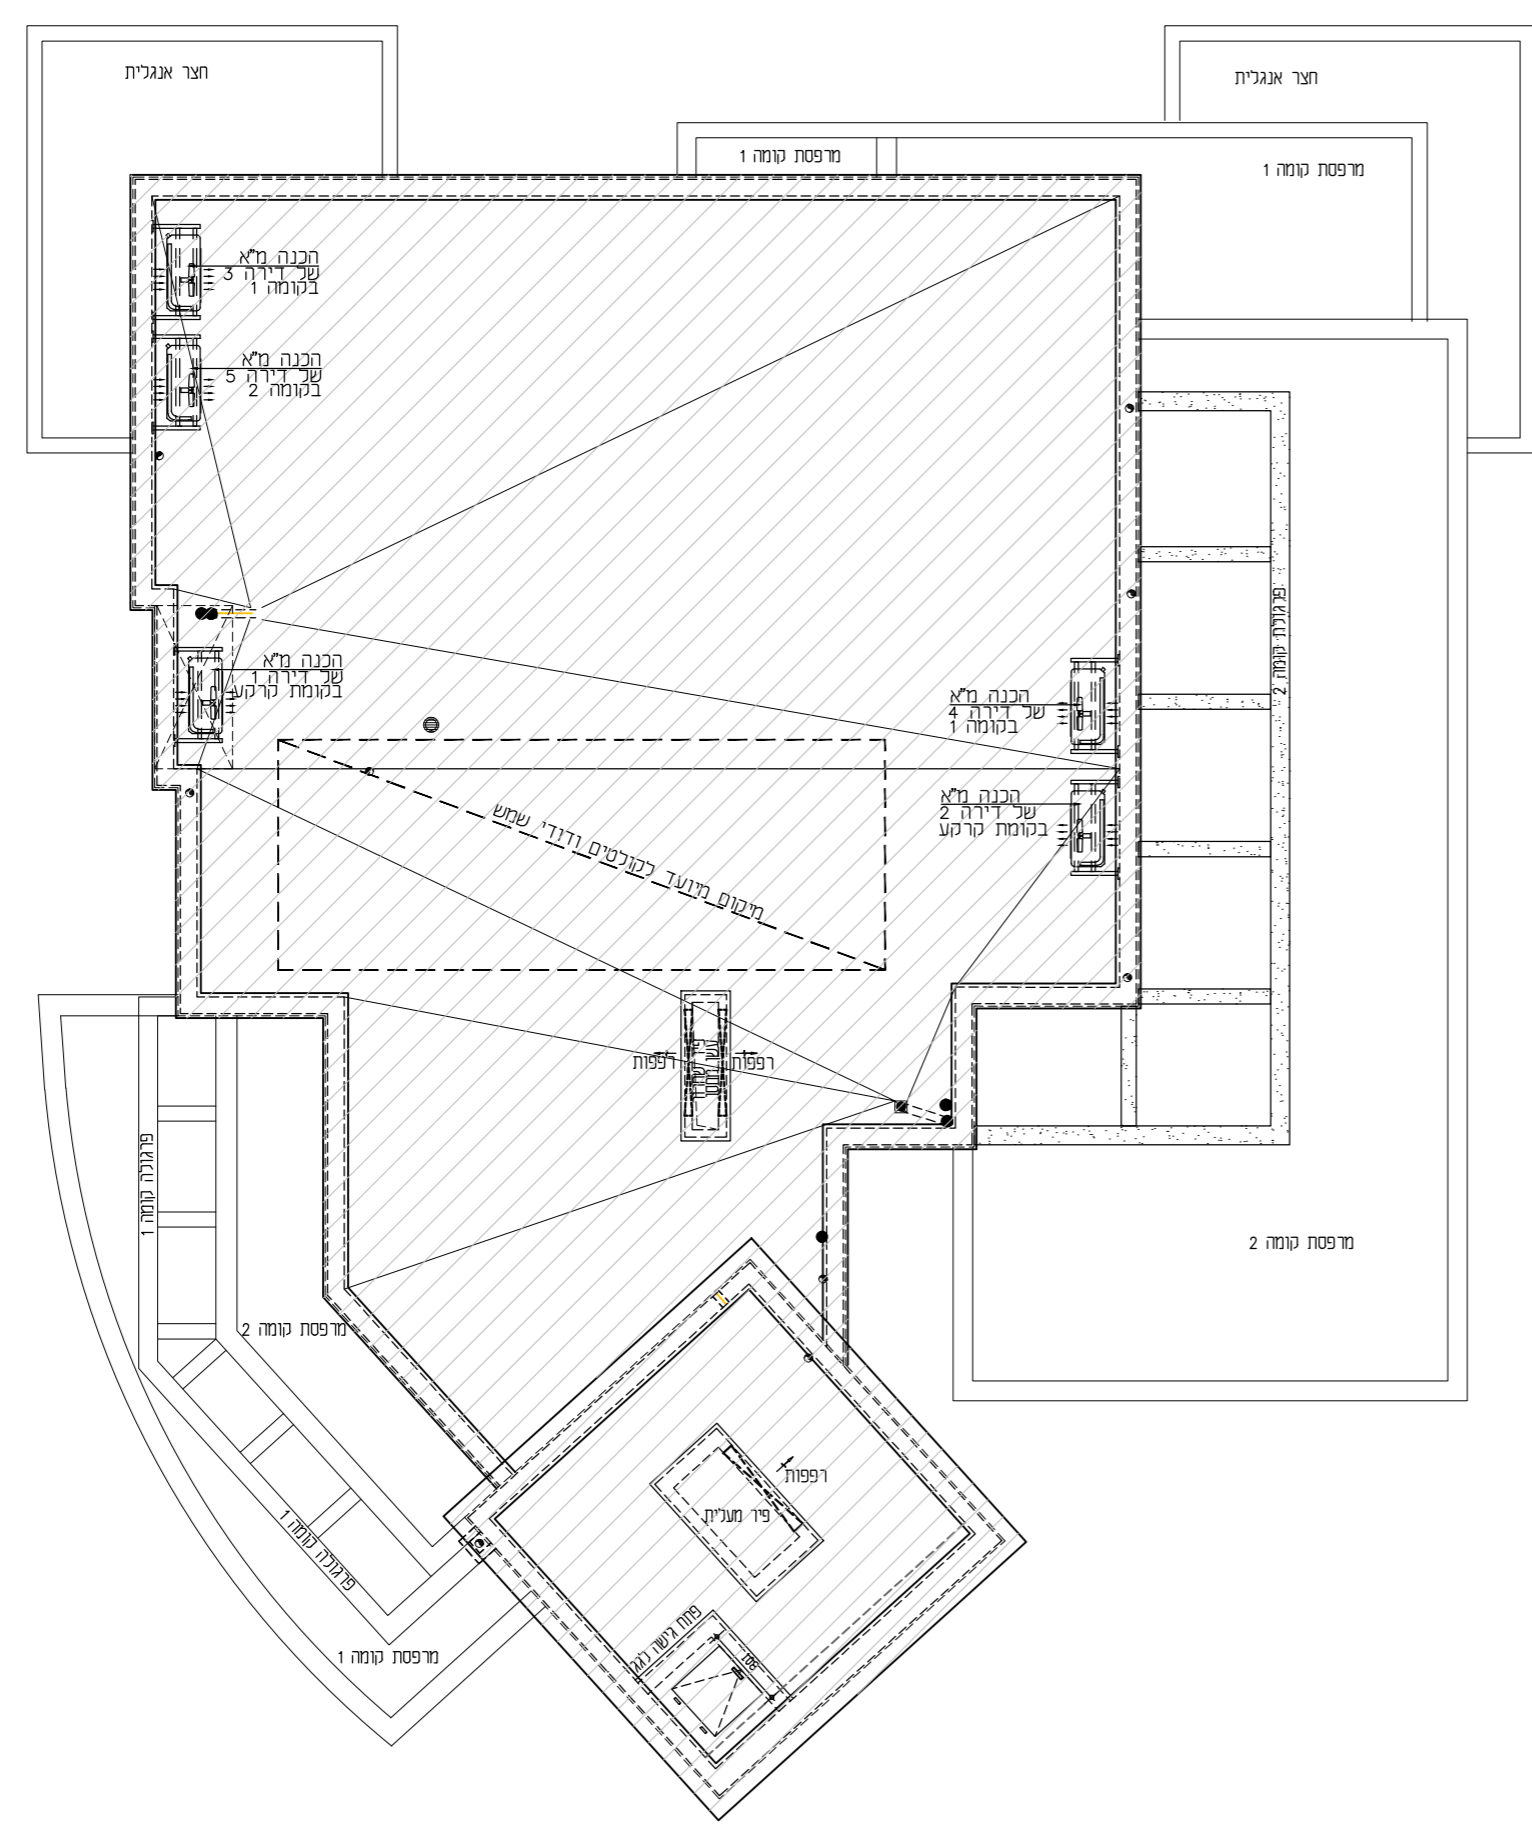 חצר אנגלית
חצר אנגלית
מרפסת קומה 1
מרפסת קומה 1
הכנה מ"א
של דירה 3
בקומה 1
הכנה מ"א
של דירה 5
בקומה 2
פרגולת קומה 2
הכנה מ"א
של דירה 1
בקומת קרקע
הכנה מ"א
של דירה 4
בקומה 1
הכנה מ"א
של דירה 2
בקומת קרקע
מיקום מיועד לקולטים ודודי שמש
רפפות
רפפות
פרגולה קומה 1
מרפסת קומה 2
מרפסת קומה 2
רפפות
פיר מעלית
פרגולה קומה 1
פתח גישה לגג
80T
מרפסת קומה 1